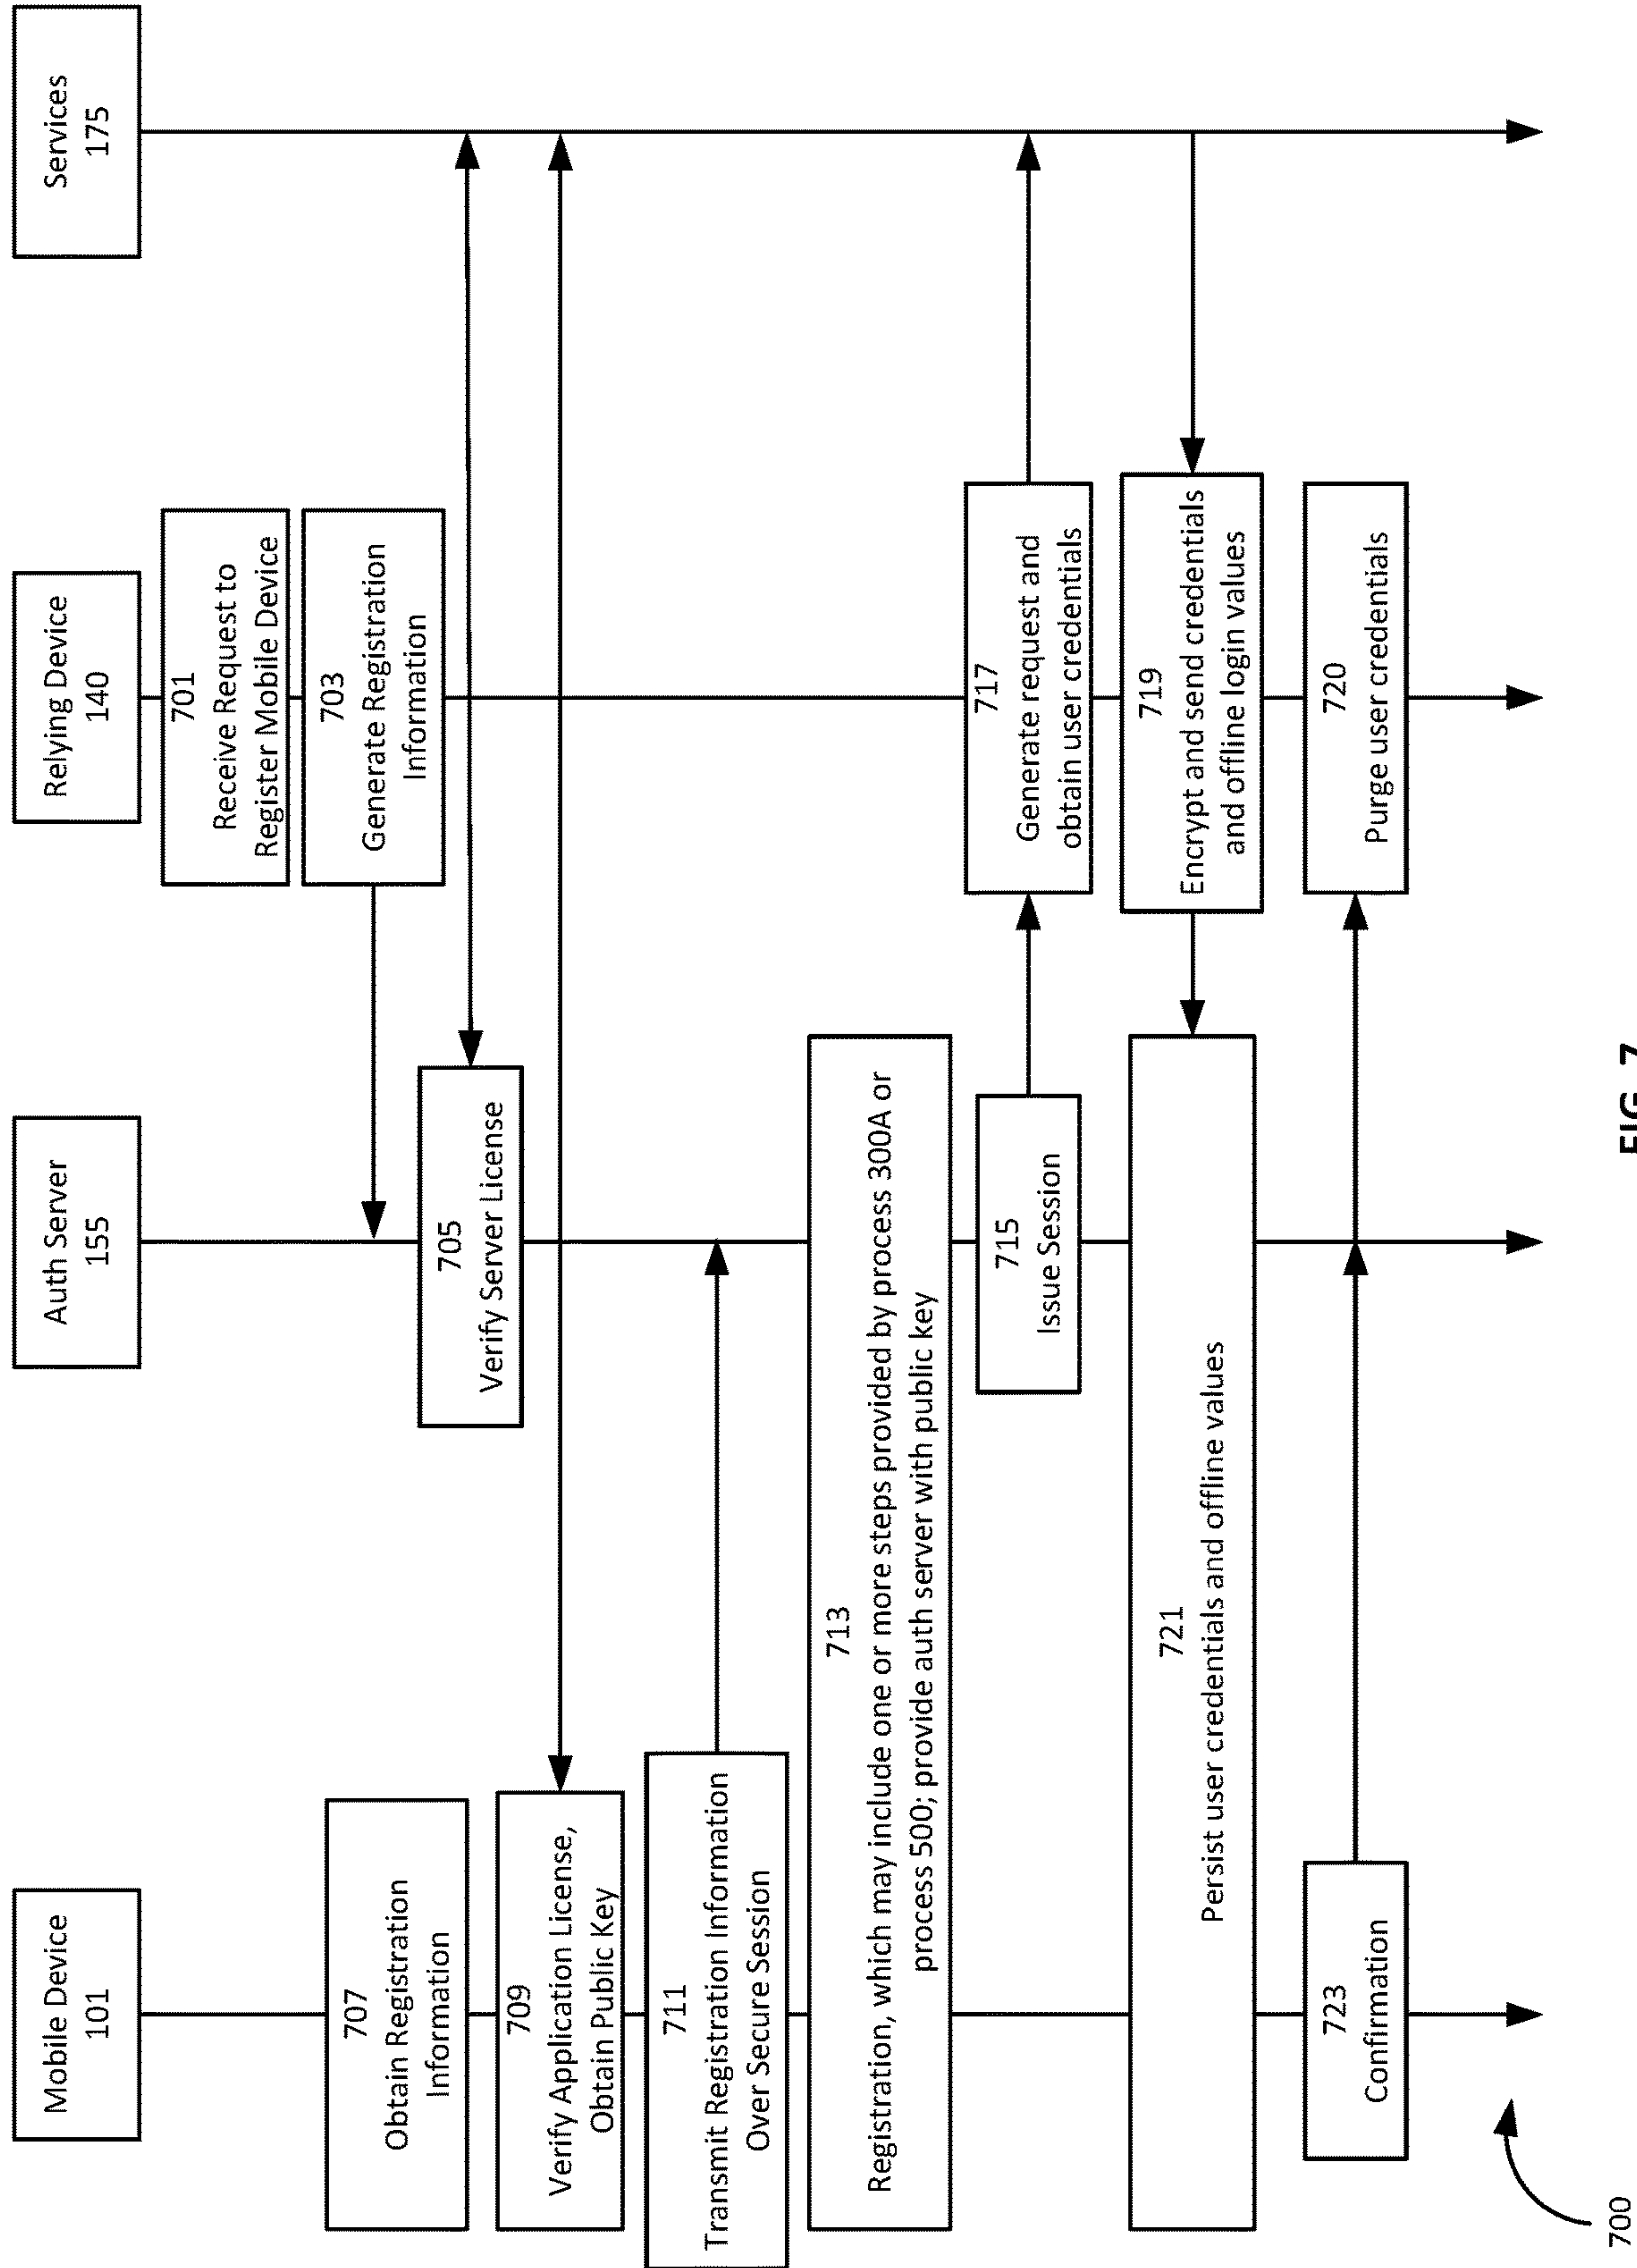 Mobile Device
101
Auth Server
155
Relying Device
140
Services
175
701
Receive Request to
Register Mobile Device
703
Generate Registration
Information
705
Verify Server License
707
Obtain Registration
Information
709
Verify Application License,
Obtain Public Key
711
Transmit Registration Information
Over Secure Session
713
Registration, which may include one or more steps provided by process 300A or
process 500; provide auth server with public key
715
Issue Session
717
Generate request and
obtain user credentials
719
Encrypt and send credentials
and offline login values
721
Persist user credentials and offline values
720
Purge user credentials
723
Confirmation
700
FIG. 7